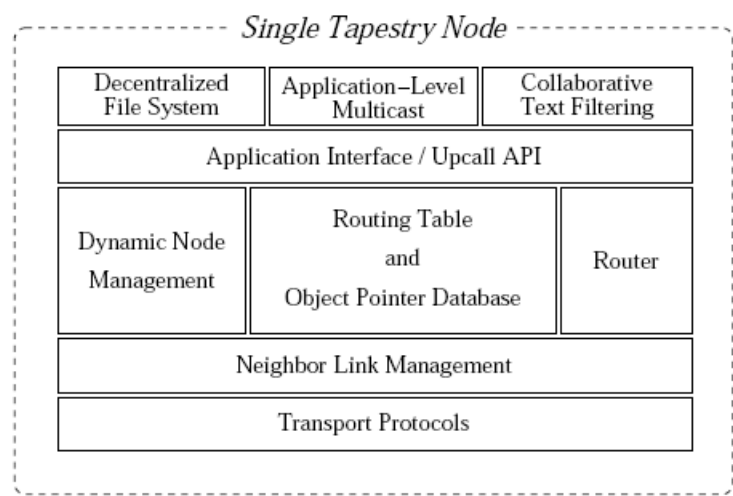 Single Tapestry Node
Decentralized
File System
Application-Level
Multicast
Collaborative
Text Filtering
Application Interface / Upcall API
Dynamic Node
Management
Routing Table
and
Object Pointer Database
Router
Neighbor Link Management
Transport Protocols